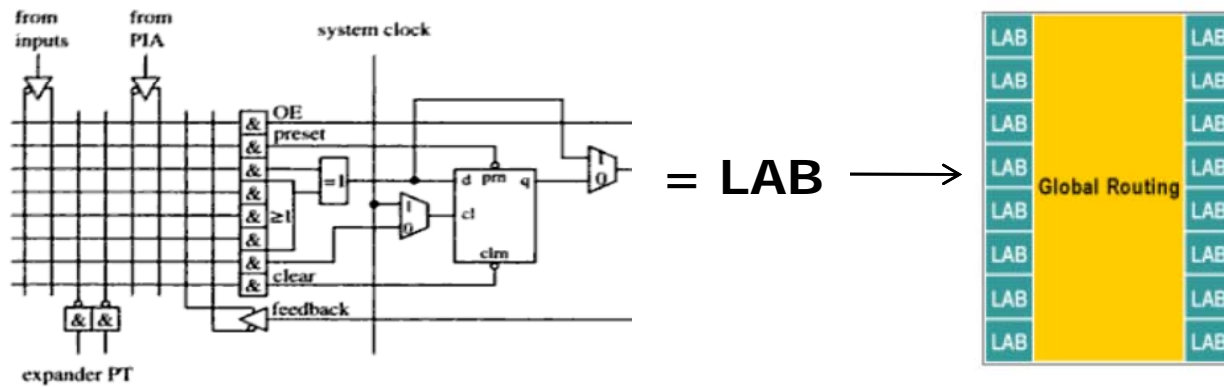 from
inputs
from
PIA
system clock
& OE
& preset
&
& =1
& ≥1
&
&
& clear
feedback
d prn q
cl
clrn
1
0
1
0
& &
expander PT
= LAB
LAB
LAB
LAB
LAB
LAB
LAB
LAB
LAB
Global Routing
LAB
LAB
LAB
LAB
LAB
LAB
LAB
LAB